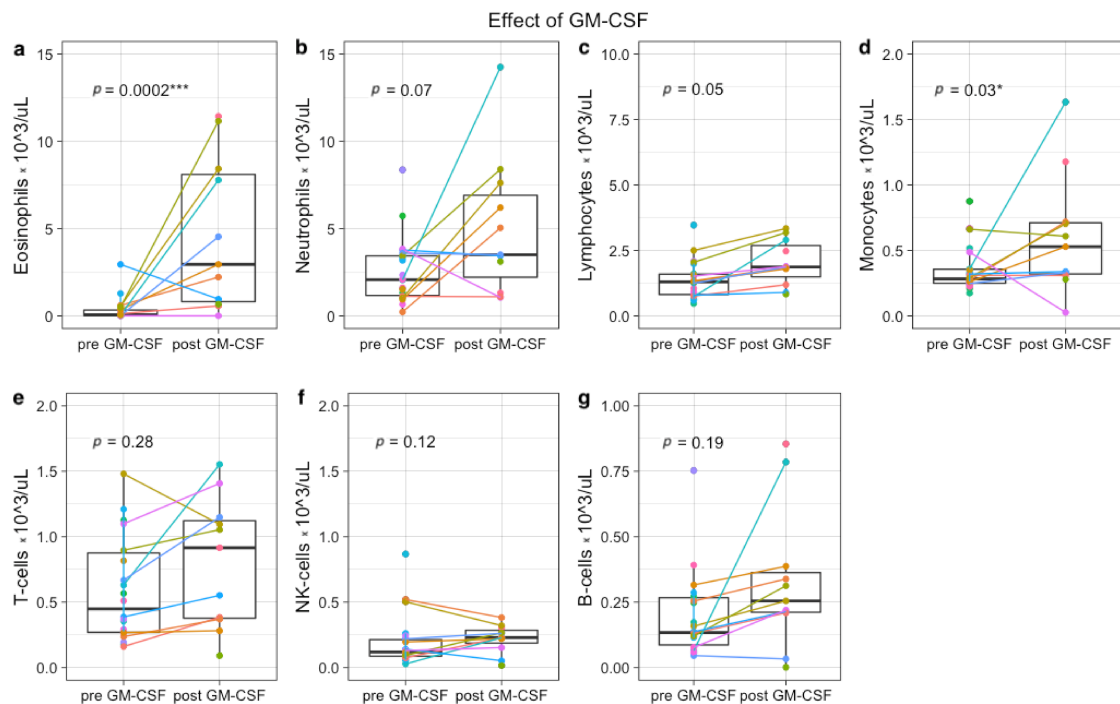 Effect of GM-CSF
a
Eosinophils × 10^3/uL
15
10
5
0
p = 0.0002***
pre GM-CSF
post GM-CSF
b
Neutrophils × 10^3/uL
15
10
5
0
p = 0.07
pre GM-CSF
post GM-CSF
c
Lymphocytes × 10^3/uL
10.0
7.5
5.0
2.5
0.0
p = 0.05
pre GM-CSF
post GM-CSF
d
Monocytes × 10^3/uL
2.0
1.5
1.0
0.5
0.0
p = 0.03*
pre GM-CSF
post GM-CSF
e
T-cells × 10^3/uL
2.0
1.5
1.0
0.5
0.0
p = 0.28
pre GM-CSF
post GM-CSF
f
NK-cells × 10^3/uL
2.0
1.5
1.0
0.5
0.0
p = 0.12
pre GM-CSF
post GM-CSF
g
B-cells × 10^3/uL
1.00
0.75
0.50
0.25
0.00
p = 0.19
pre GM-CSF
post GM-CSF